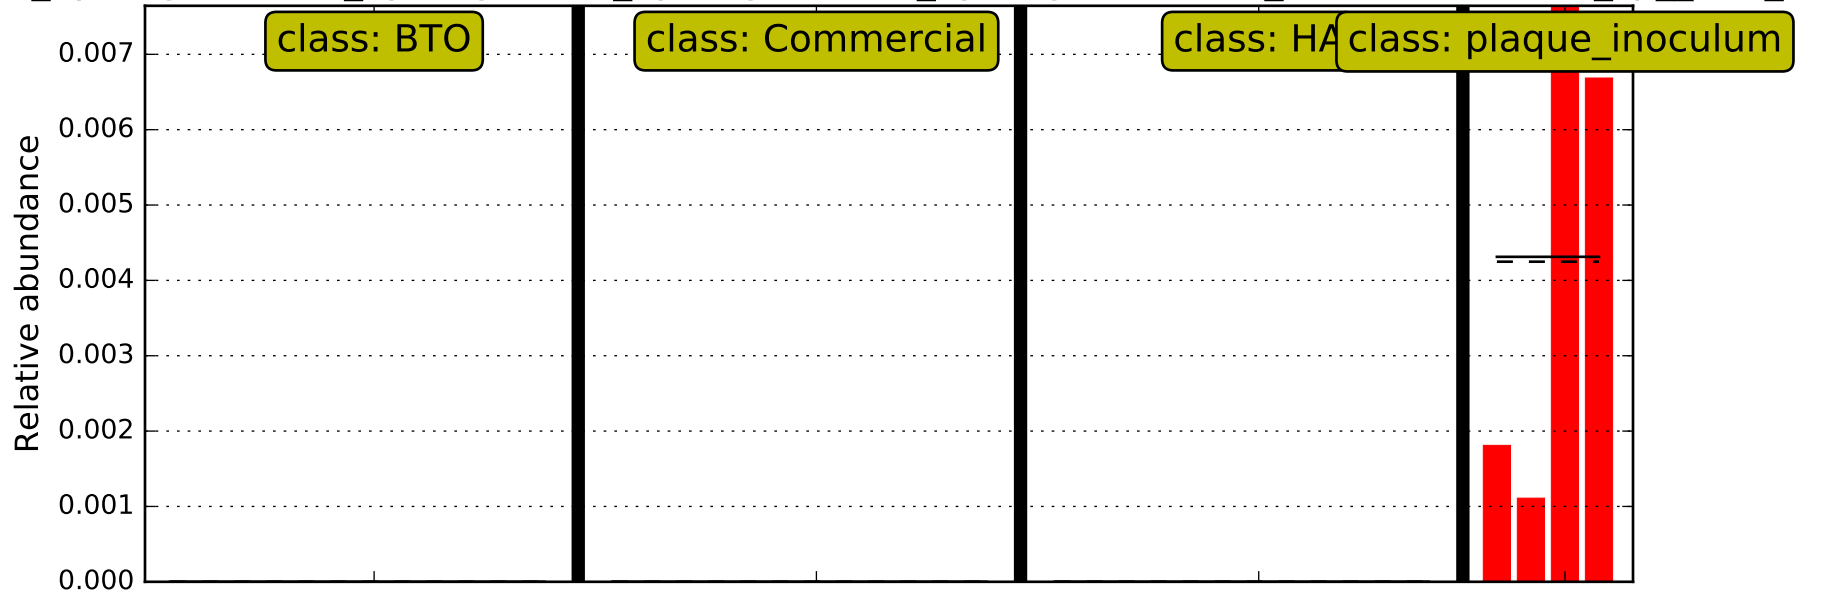 class: BTO
class: Commercial
class: HA
class: plaque_inoculum
0.007
0.006
0.005
0.004
0.003
0.002
0.001
0.000
Relative abundance